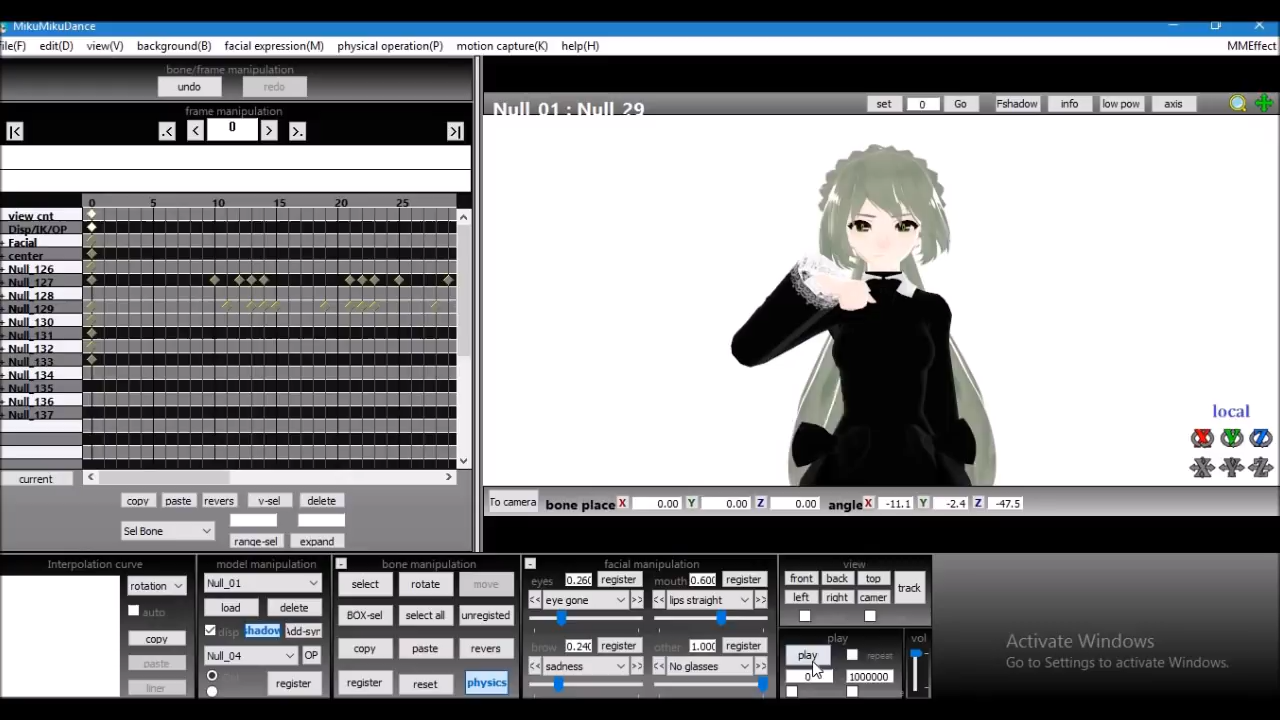 MikuMikuDance
file(F) edit(D) view(V) background(B) facial expression(M) physical operation(P) motion capture(K) help(H) MMEffect
bone/frame manipulation
undo redo
frame manipulation
|< .< < 0 > >. >|
Null_01 : Null_29
set 0 Go Fshadow info low pow axis
0 5 10 15 20 25
view cnt
Disp/IK/OP
Facial
center
Null_126
Null_127
Null_128
Null_129
Null_130
Null_131
Null_132
Null_133
Null_134
Null_135
Null_136
Null_137
current
copy paste revers v-sel delete
Sel Bone
range-sel expand
local
X Y Z
X Y Z
To camera bone place X 0.00 Y 0.00 Z 0.00 angle X -11.1 Y -2.4 Z -47.5
Interpolation curve
rotation
auto
copy
paste
liner
model manipulation
Null_01
load delete
disp shadow Add-syn
Null_04 OP
register
bone manipulation
select rotate move
BOX-sel select all unregisted
copy paste revers
register reset physics
facial manipulation
eyes 0.260 register mouth 0.600 register
<< eye gone >> << lips straight >>
brow 0.240 register other 1.000 register
<< sadness >> << No glasses >>
view
front back top
left right camer track
play
play repeat
0 1000000
vol
Activate Windows
Go to Settings to activate Windows.